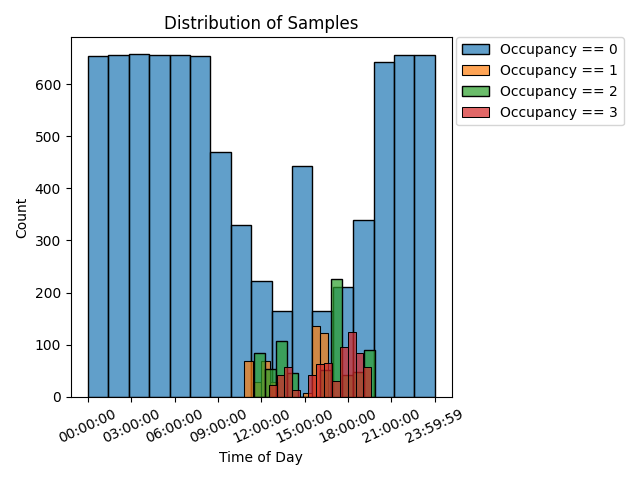 Distribution of Samples
Occupancy == 0
Occupancy == 1
Occupancy == 2
Occupancy == 3
Count
600
500
400
300
200
100
0
00:00:00
03:00:00
06:00:00
09:00:00
12:00:00
15:00:00
18:00:00
21:00:00
23:59:59
Time of Day